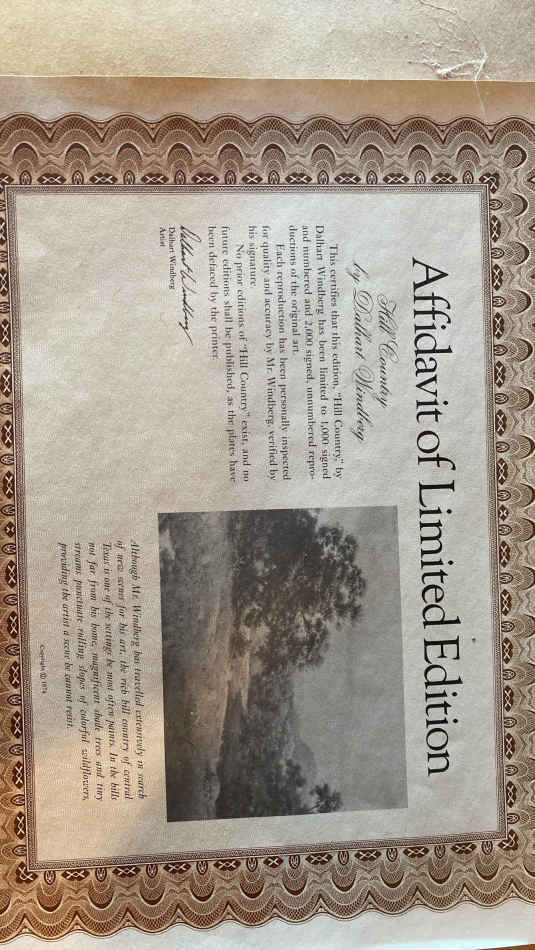 Affidavit of Limited Edition
Hill Country
by Dalhart Windberg
This certifies that this edition, "Hill Country," by
Dalhart Windberg has been limited to 1,000 signed
and numbered and 2,000 signed, unnumbered repro-
ductions of the original art.
Each reproduction has been personally inspected
for quality and accuracy by Mr. Windberg, verified by
his signature.
No prior editions of "Hill Country" exist, and no
future editions shall be published, as the plates have
been defaced by the printer.
Dalhart Windberg
Dalhart Windberg
Artist
Although Mr. Windberg has travelled extensively in search
of new scenes for his art, the rich hill country of central
Texas is one of the settings he most often paints. In the hills
not far from his home, magnificent shade trees and tiny
streams punctuate rolling slopes of colorful wildflowers,
providing the artist a scene he cannot resist.
Copyright © 1974